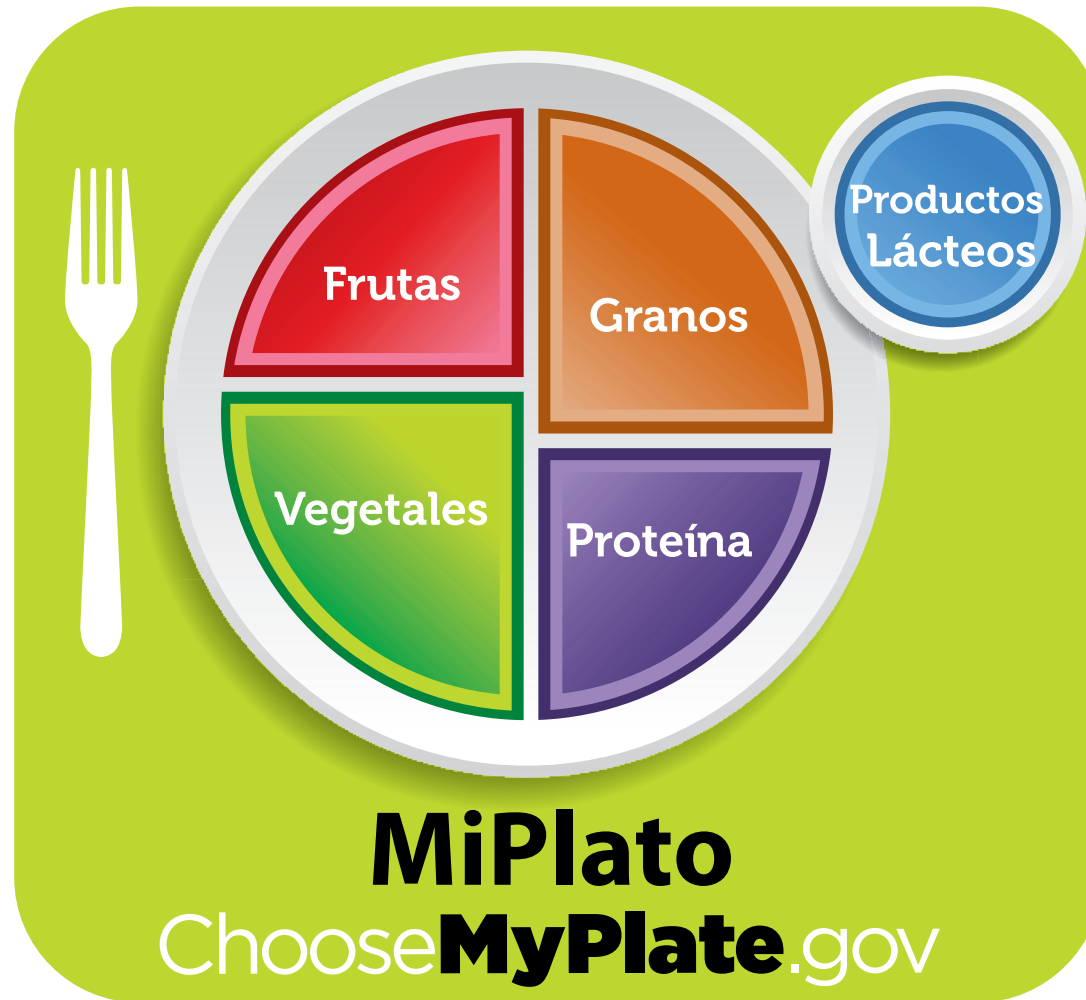 Frutas
Granos
Productos
Lácteos
Vegetales
Proteína
MiPlato
ChooseMyPlate.gov